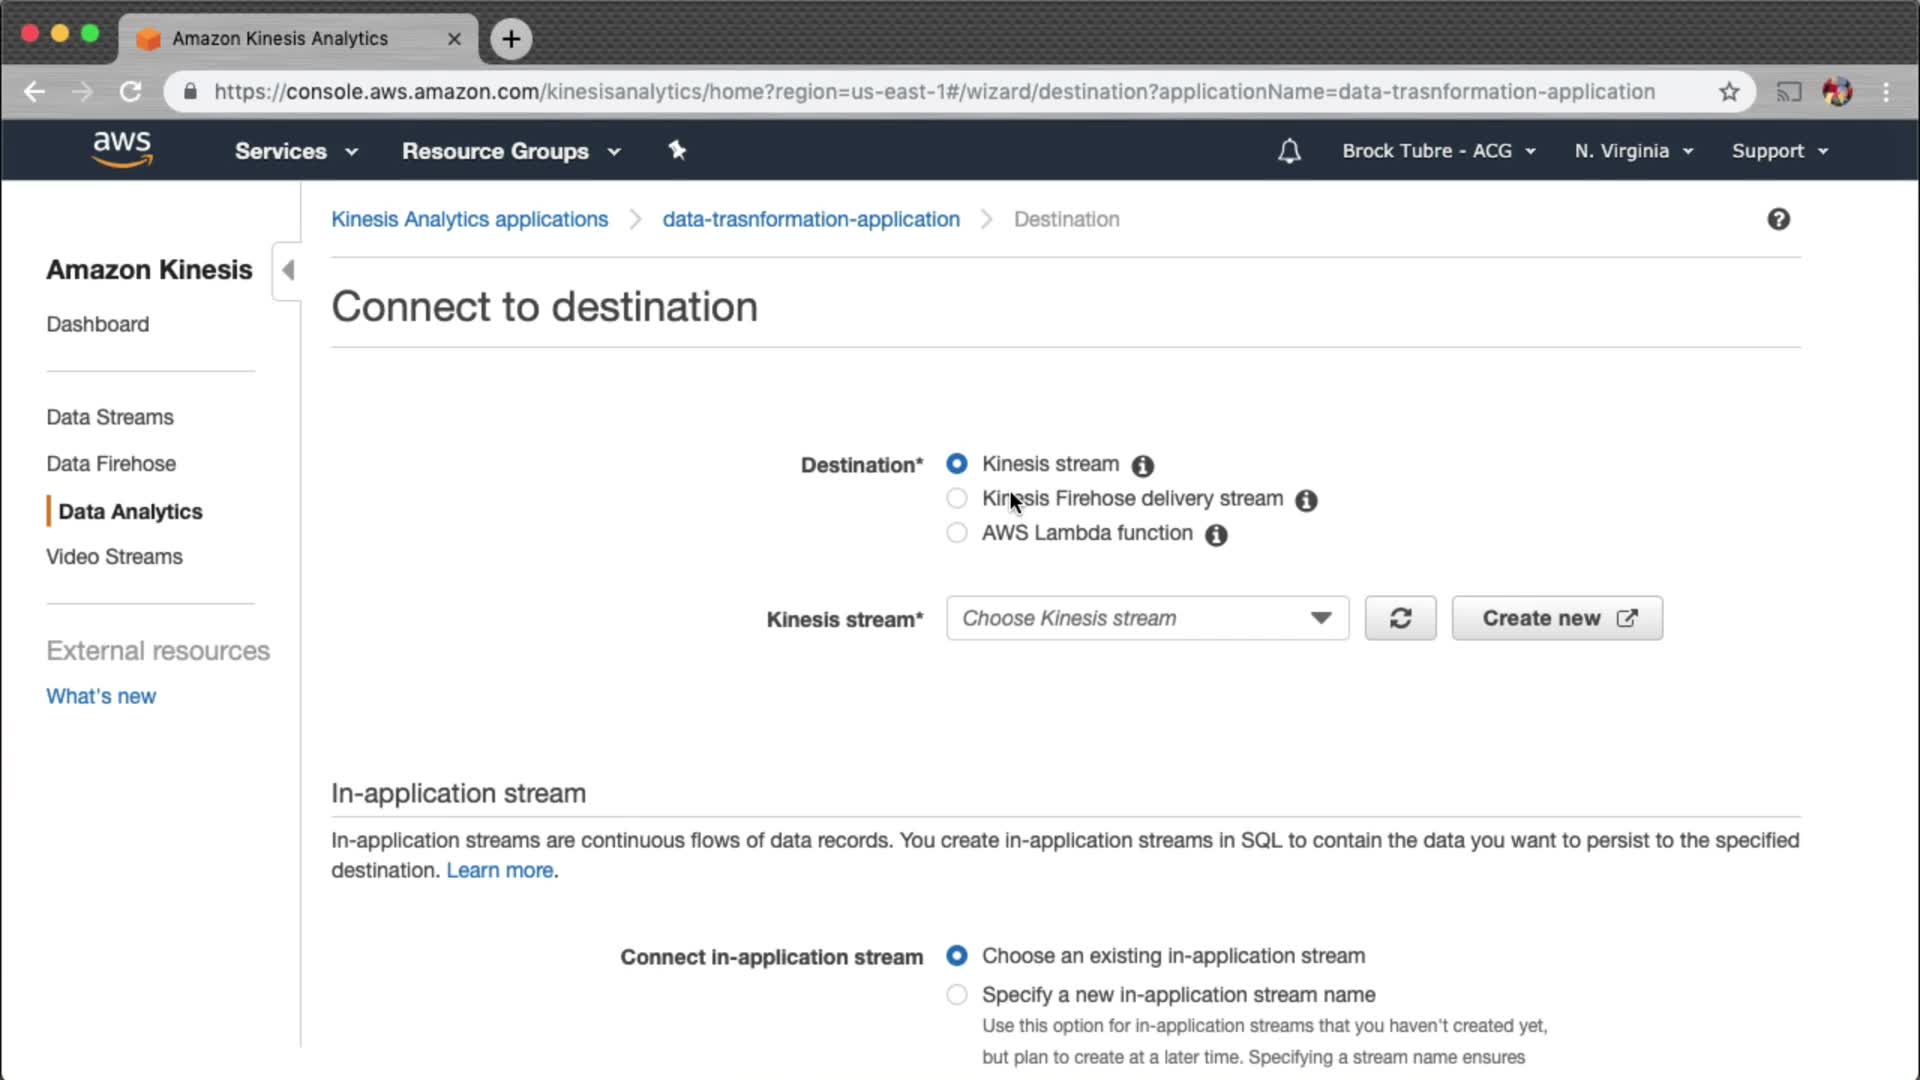 Amazon Kinesis Analytics
https://console.aws.amazon.com/kinesisanalytics/home?region=us-east-1#/wizard/destination?applicationName=data-trasnformation-application
aws
Services
Resource Groups
Brock Tubre - ACG
N. Virginia
Support
Kinesis Analytics applications
data-trasnformation-application
Destination
Amazon Kinesis
Dashboard
Data Streams
Data Firehose
Data Analytics
Video Streams
External resources
What's new
Connect to destination
Destination*
Kinesis stream
Kinesis Firehose delivery stream
AWS Lambda function
Kinesis stream*
Choose Kinesis stream
Create new
In-application stream
In-application streams are continuous flows of data records. You create in-application streams in SQL to contain the data you want to persist to the specified
destination. Learn more.
Connect in-application stream
Choose an existing in-application stream
Specify a new in-application stream name
Use this option for in-application streams that you haven't created yet,
but plan to create at a later time. Specifying a stream name ensures